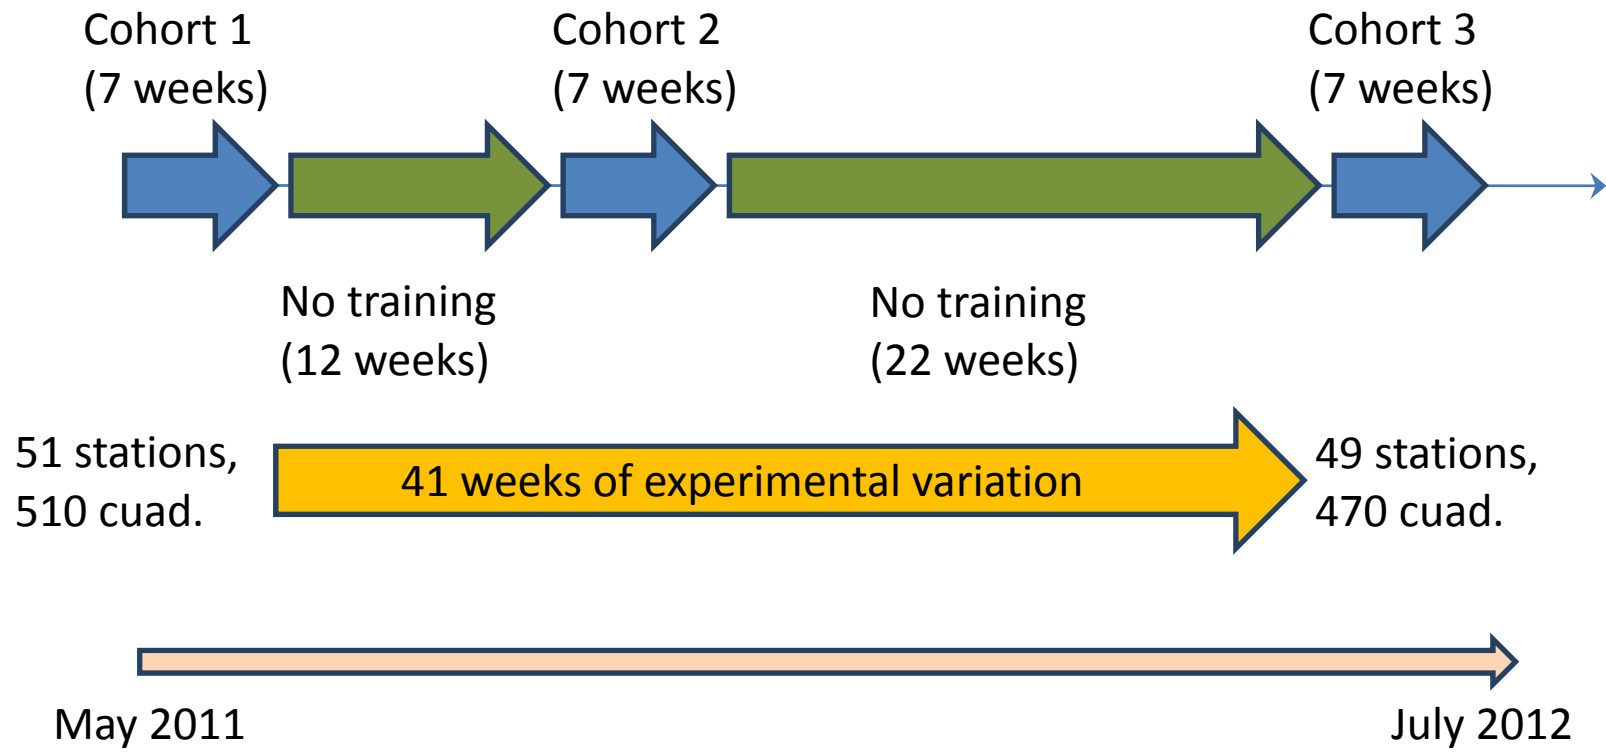 Cohort 1
(7 weeks)
Cohort 2
(7 weeks)
Cohort 3
(7 weeks)
No training
(12 weeks)
No training
(22 weeks)
51 stations,
510 cuad.
41 weeks of experimental variation
49 stations,
470 cuad.
May 2011
July 2012